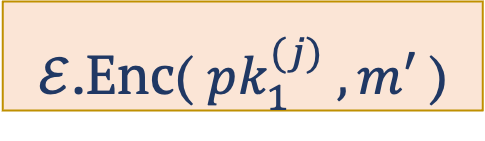 ℰ.Enc( 𝑝𝑘₁⁽ʲ⁾ , 𝑚′ )